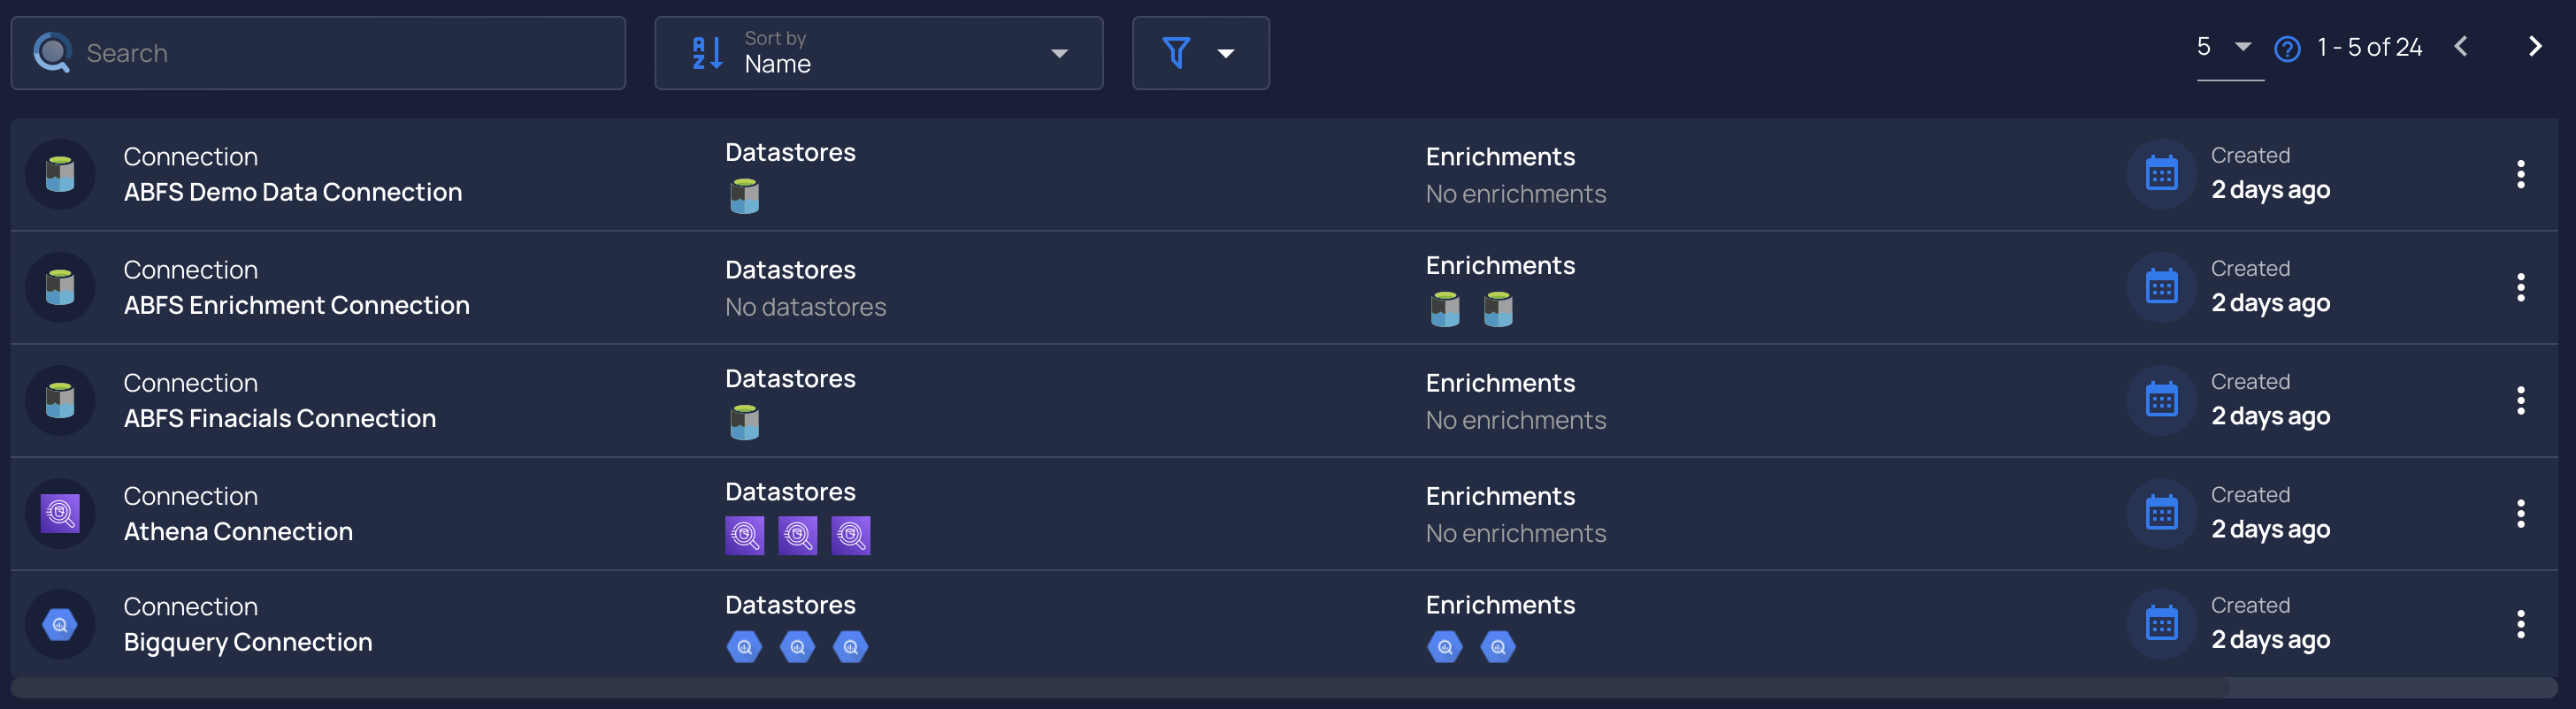 Search
Sort by
Name
5
1 - 5 of 24
Connection
ABFS Demo Data Connection
Datastores
Enrichments
No enrichments
Created
2 days ago
Connection
ABFS Enrichment Connection
Datastores
No datastores
Enrichments
Created
2 days ago
Connection
ABFS Finacials Connection
Datastores
Enrichments
No enrichments
Created
2 days ago
Connection
Athena Connection
Datastores
Enrichments
No enrichments
Created
2 days ago
Connection
Bigquery Connection
Datastores
Enrichments
Created
2 days ago